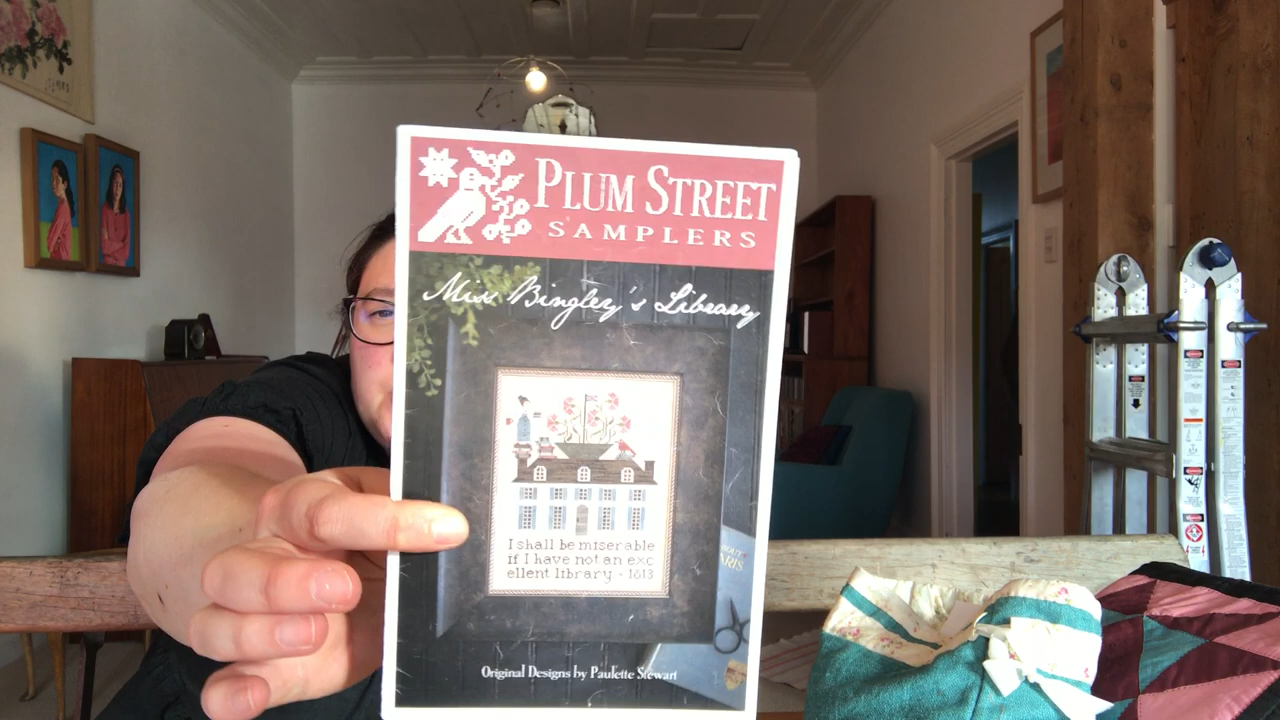 PLUM STREET
SAMPLERS
Miss Bingley's Library
I shall be miserable
if I have not an exc
ellent library - 1613
Original Designs by Paulette Stewart